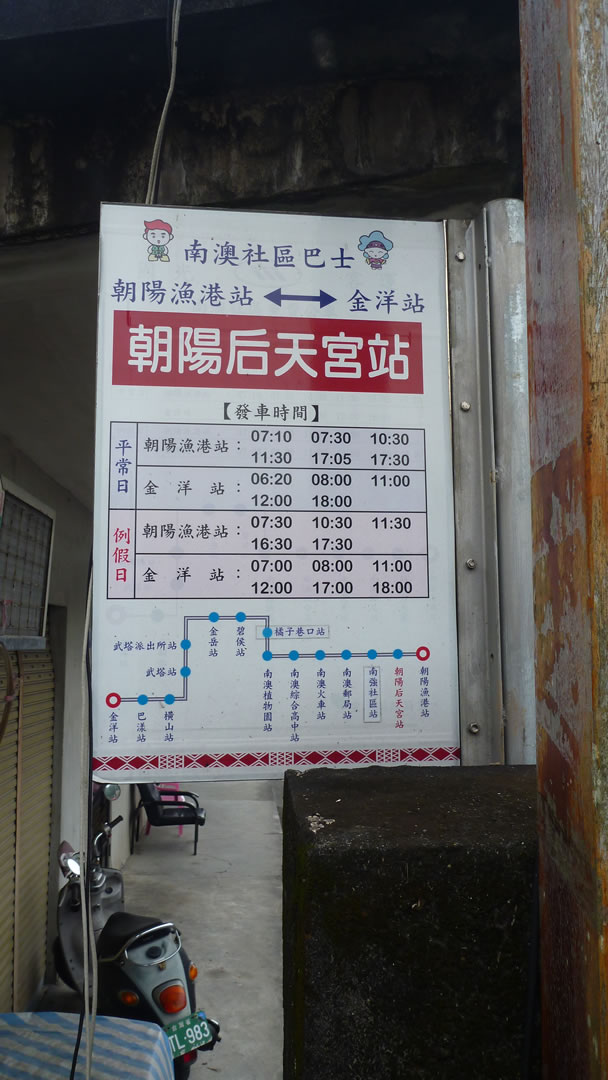 南澳社區巴士
朝陽漁港站 ↔ 金洋站
朝陽后天宮站
【發車時間】
平常日
朝陽漁港站： 07:10 07:30 10:30
11:30 17:05 17:30
金洋站： 06:20 08:00 11:00
12:00 18:00
例假日
朝陽漁港站： 07:30 10:30 11:30
16:30 17:30
金洋站： 07:00 08:00 11:00
12:00 17:00 18:00
金洋站
巴漾站
橫山站
武塔站
武塔派出所站
金岳站
碧侯站
橘子巷口站
南澳植物園站
南澳綜合高中站
南澳火車站
南澳郵局站
南強社區站
朝陽后天宮站
朝陽漁港站
TL-983